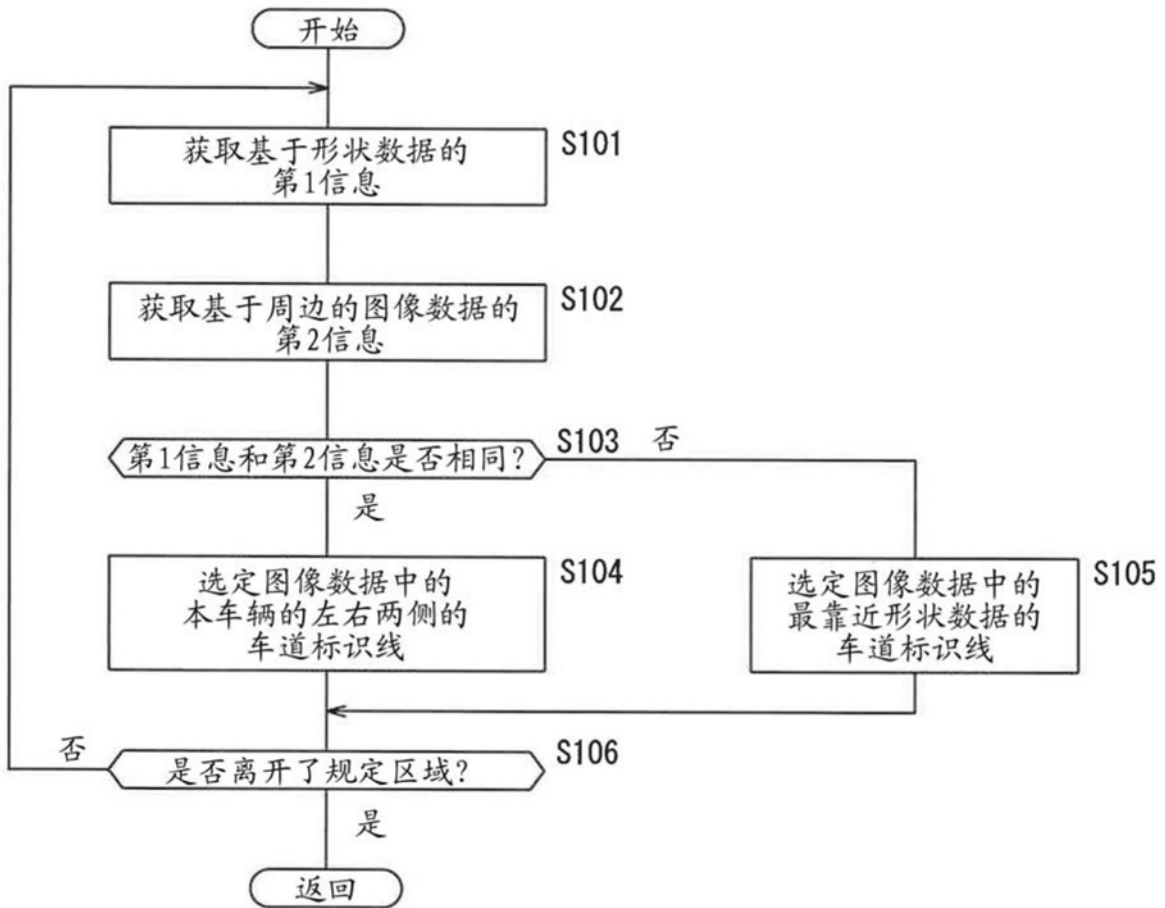 开始
获取基于形状数据的
第1信息
S101
获取基于周边的图像数据的
第2信息
S102
第1信息和第2信息是否相同?
S103
否
是
选定图像数据中的
本车辆的左右两侧的
车道标识线
S104
选定图像数据中的
最靠近形状数据的
车道标识线
S105
否
是否离开了规定区域?
S106
是
返回